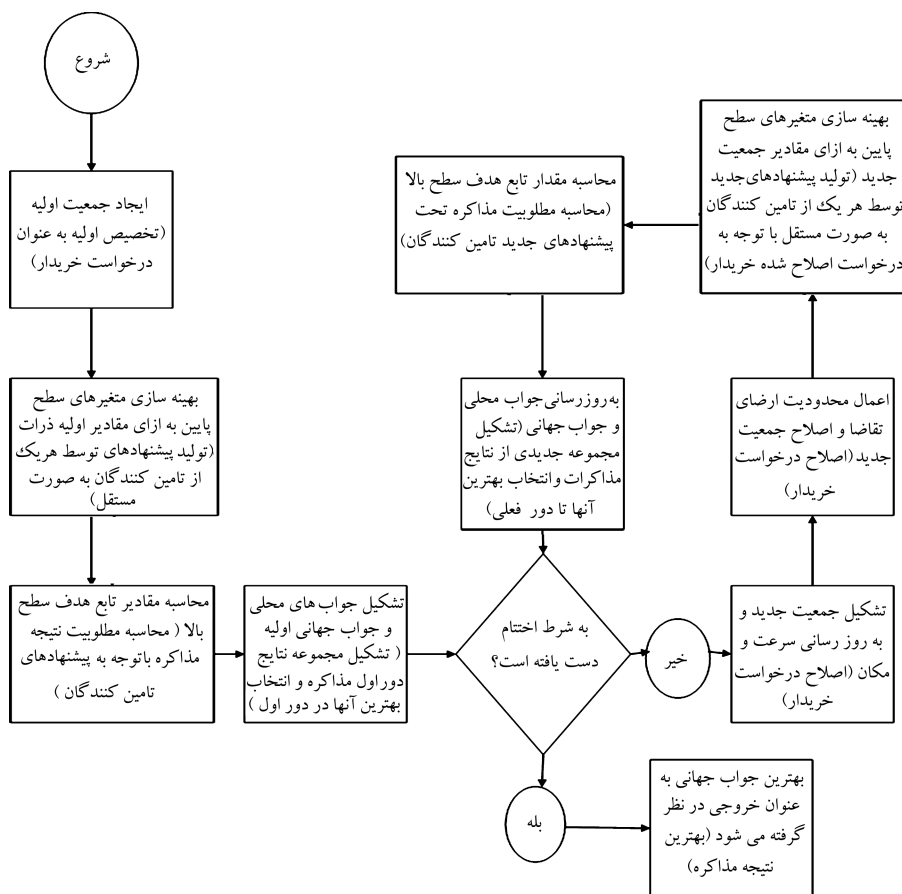 شروع
ایجاد جمعیت اولیه
(تخصیص اولیه به عنوان
درخواست خریدار)
بهینه سازی متغیرهای سطح
پایین به ازای مقادیر اولیه ذرات
(تولید پیشنهادهای توسط هریک
از تامین کنندگان به صورت
مستقل)
محاسبه مقادیر تابع هدف سطح
بالا ( محاسبه مطلوبیت نتیجه
مذاکره باتوجه به پیشنهادهای
تامین کنندگان )
تشکیل جواب های محلی
و جواب جهانی اولیه
( تشکیل مجموعه نتایج
دور اول مذاکره و انتخاب
بهترین آنها در دور اول )
به شرط اختتام
دست یافته است؟
خیر
تشکیل جمعیت جدید و
به روز رسانی سرعت و
مکان (اصلاح درخواست
خریدار)
اعمال محدودیت ارضای
تقاضا و اصلاح جمعیت
جدید(اصلاح درخواست
خریدار)
بهینه سازی متغیرهای سطح
پایین به ازای مقادیر جمعیت
جدید (تولید پیشنهادهای جدید
توسط هر یک از تامین کنندگان
به صورت مستقل با توجه به
درخواست اصلاح شده خریدار)
محاسبه مقدار تابع هدف سطح بالا
(محاسبه مطلوبیت مذاکره تحت
پیشنهادهای جدید تامین کنندگان)
به روز رسانی جواب محلی
و جواب جهانی (تشکیل
مجموعه جدیدی از نتایج
مذاکرات و انتخاب بهترین
آنها تا دور فعلی)
بله
بهترین جواب جهانی به
عنوان خروجی در نظر
گرفته می شود (بهترین
نتیجه مذاکره)